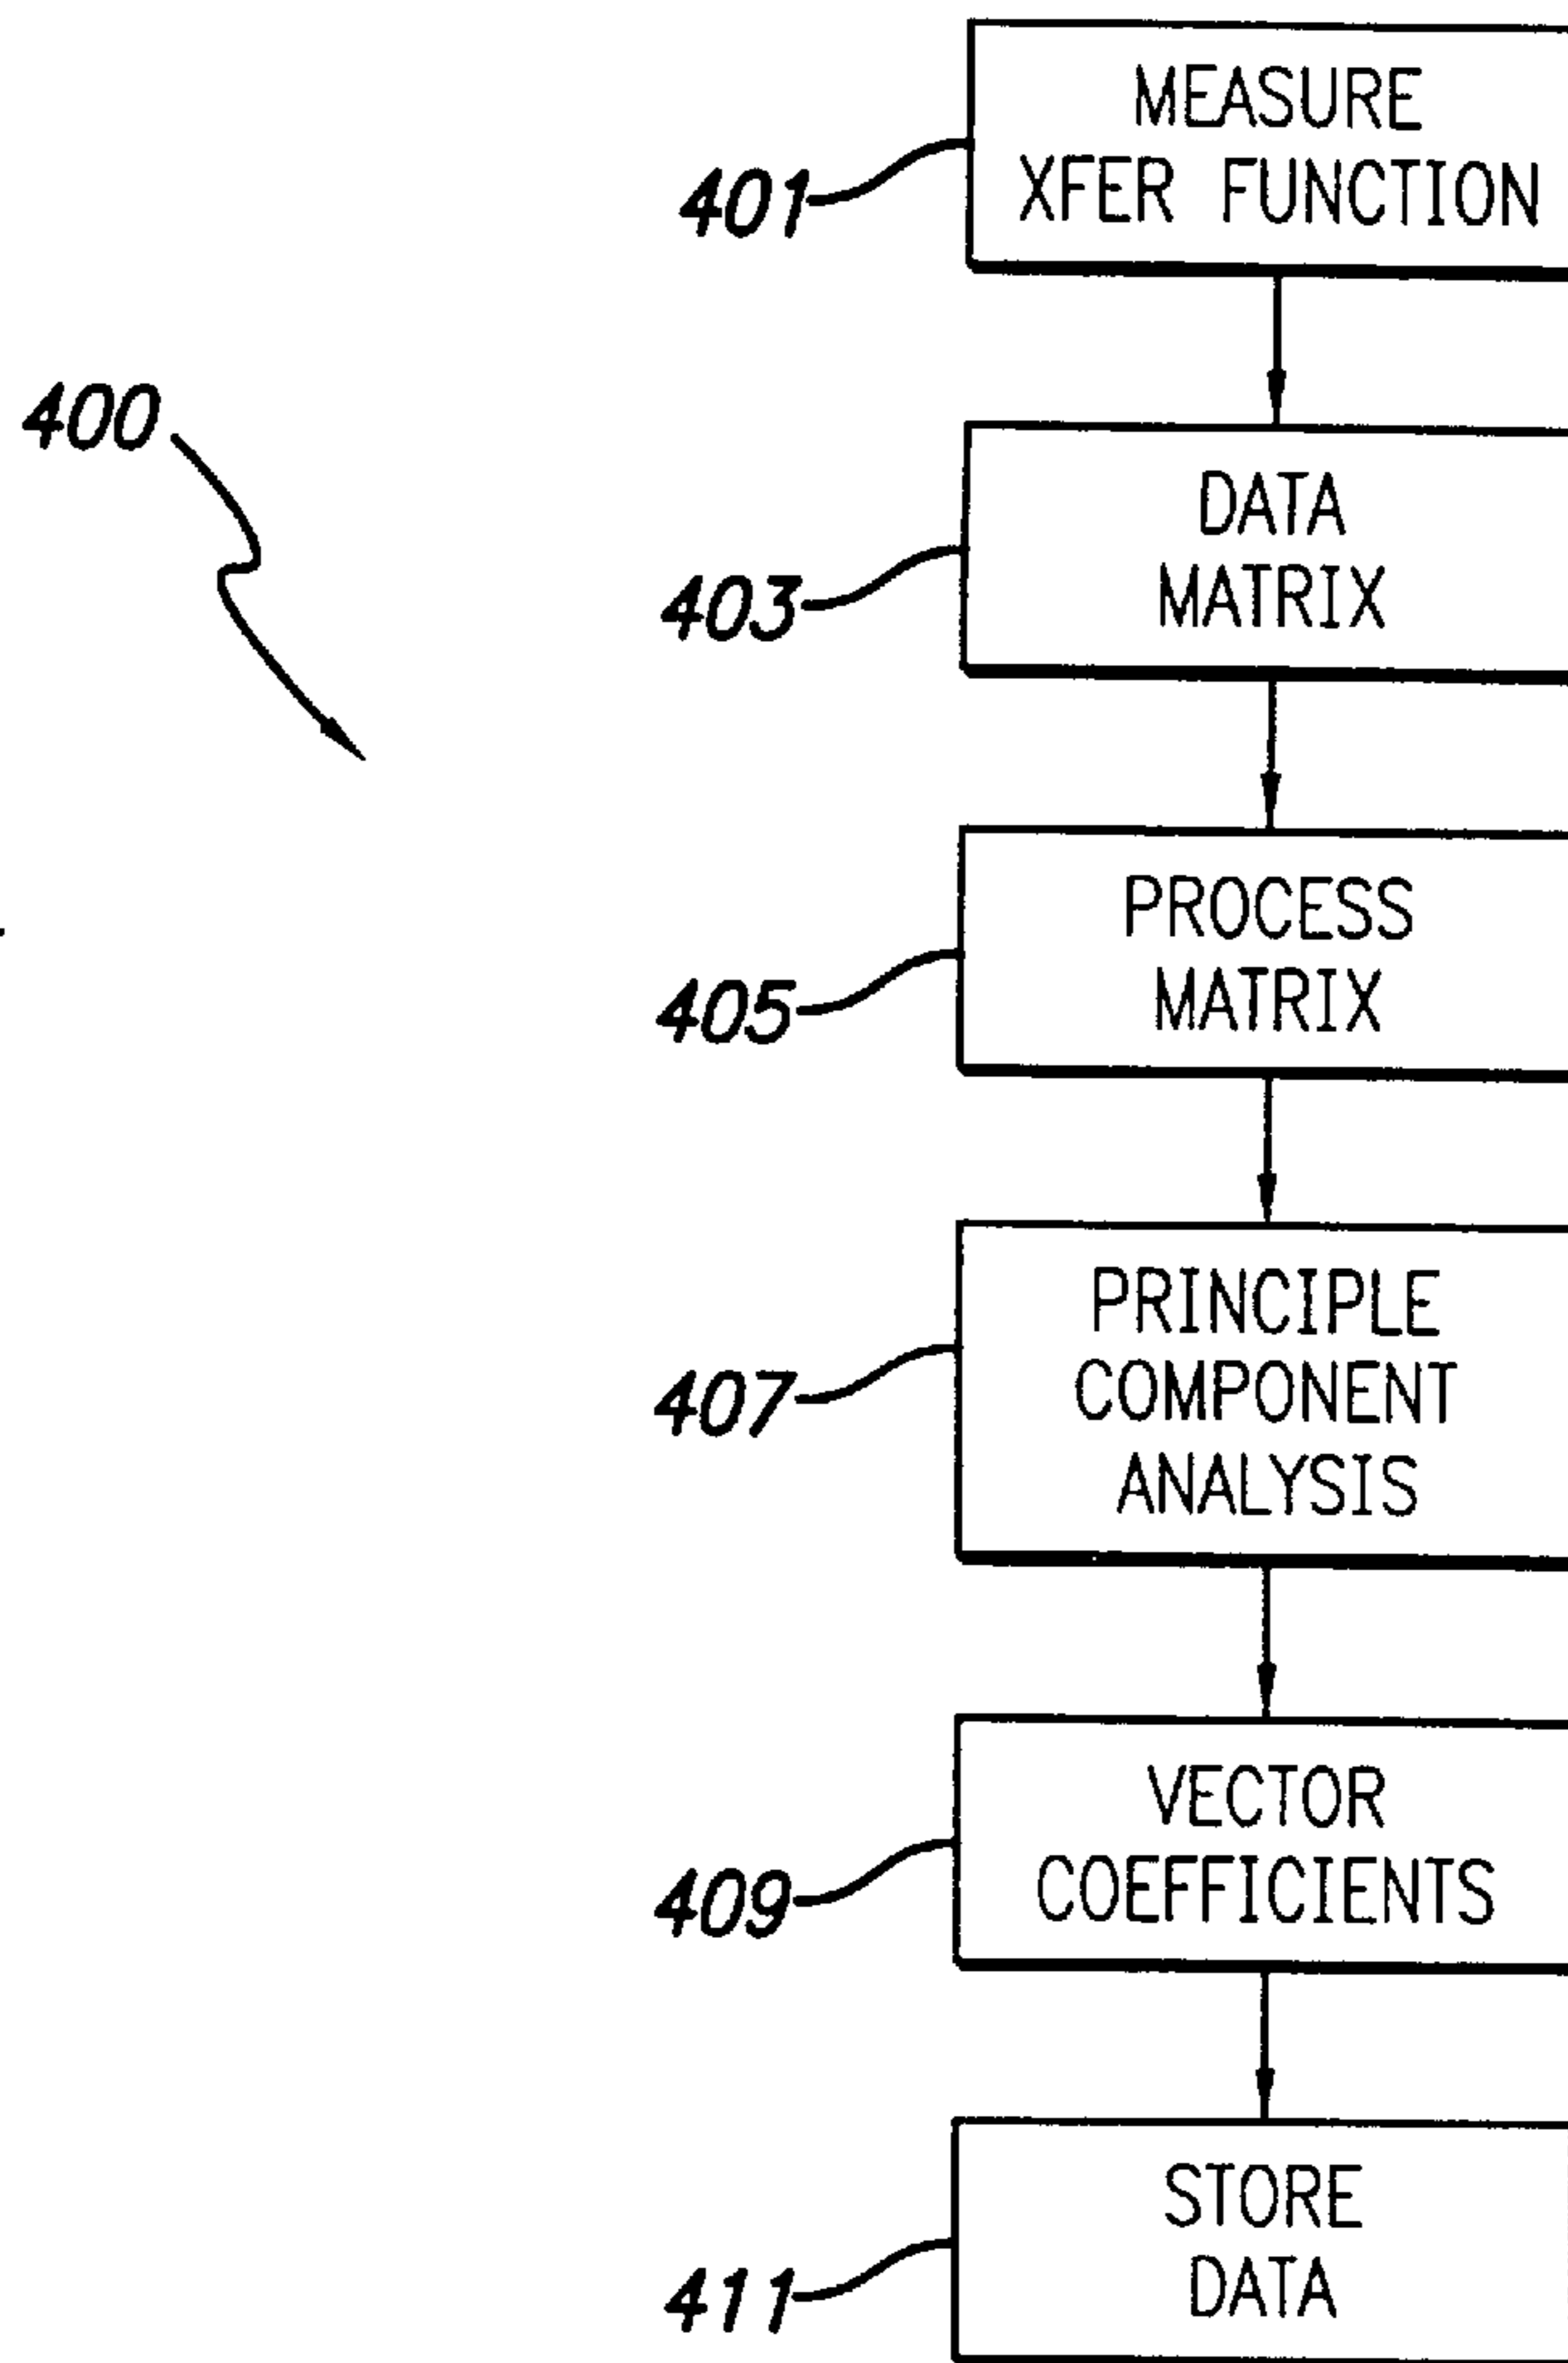 MEASURE
XFER FUNCTION
401
400
DATA
MATRIX
403
PROCESS
MATRIX
405
PRINCIPLE
COMPONENT
ANALYSIS
407
VECTOR
COEFFICIENTS
409
STORE
DATA
411